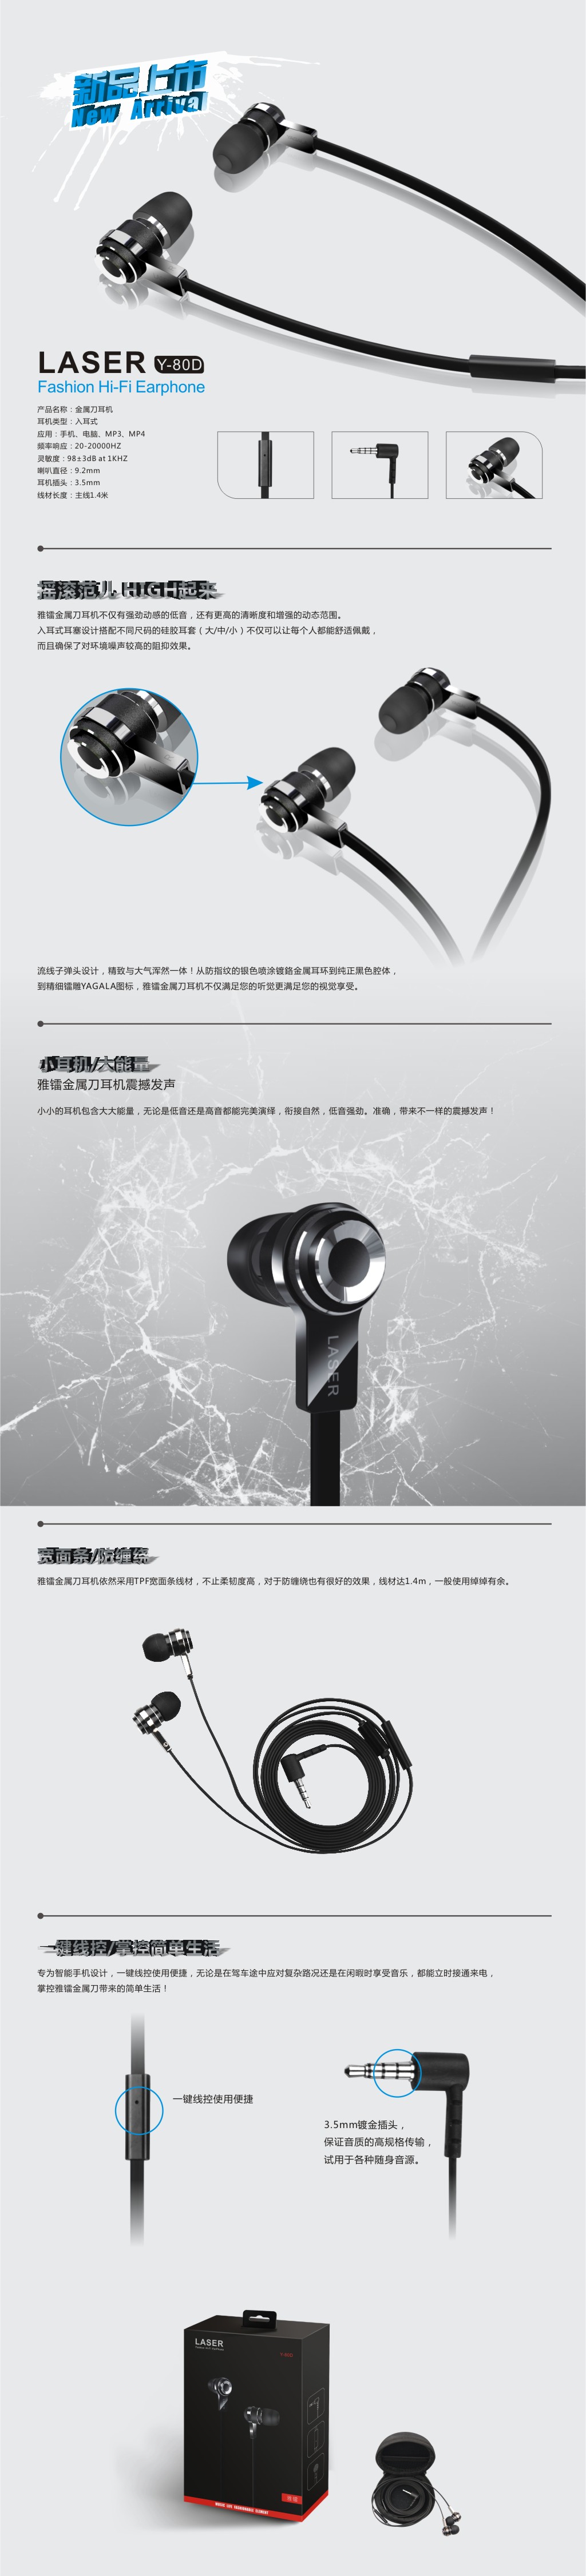 新品上市
New Arrival
LASER Y-80D
Fashion Hi-Fi Earphone
产品名称：金属刀耳机
耳机类型：入耳式
应用：手机、电脑、MP3、MP4
频率响应：20-20000HZ
灵敏度：98±3dB at 1KHZ
喇叭直径：9.2mm
耳机插头：3.5mm
线材长度：主线1.4米
摇滚范儿HIGH起来
雅镭金属刀耳机不仅有强劲动感的低音，还有更高的清晰度和增强的动态范围。
入耳式耳塞设计搭配不同尺码的硅胶耳套（大/中/小）不仅可以让每个人都能舒适佩戴，
而且确保了对环境噪声较高的阻抑效果。
流线子弹头设计，精致与大气浑然一体！从防指纹的银色喷涂镀鉻金属耳环到纯正黑色腔体，
到精细镭雕YAGALA图标，雅镭金属刀耳机不仅满足您的听觉更满足您的视觉享受。
小耳机/大能量
雅镭金属刀耳机震撼发声
小小的耳机包含大大能量，无论是低音还是高音都能完美演绎，衔接自然，低音强劲。准确，带来不一样的震撼发声！
LASER
宽面条/防缠绕
雅镭金属刀耳机依然采用TPF宽面条线材，不止柔韧度高，对于防缠绕也有很好的效果，线材达1.4m，一般使用绰绰有余。
一键线控/掌控简单生活
专为智能手机设计，一键线控使用便捷，无论是在驾车途中应对复杂路况还是在闲暇时享受音乐，都能立时接通来电，
掌控雅镭金属刀带来的简单生活！
一键线控使用便捷
3.5mm镀金插头，
保证音质的高规格传输，
试用于各种随身音源。
LASER
Y-80D